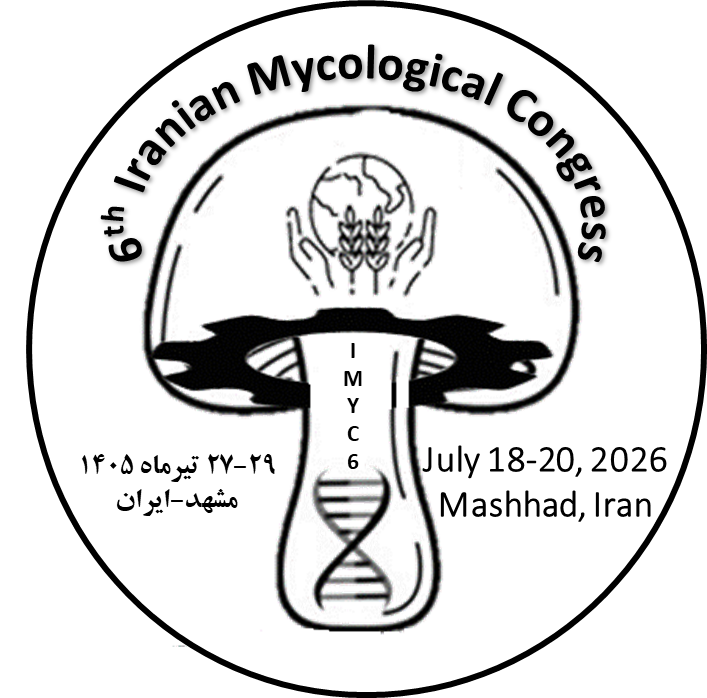 6th Iranian Mycological Congress
I
M
Y
C
6
۲۷-۲۹ تیرماه ۱۴۰۵
مشهد-ایران
July 18-20, 2026
Mashhad, Iran